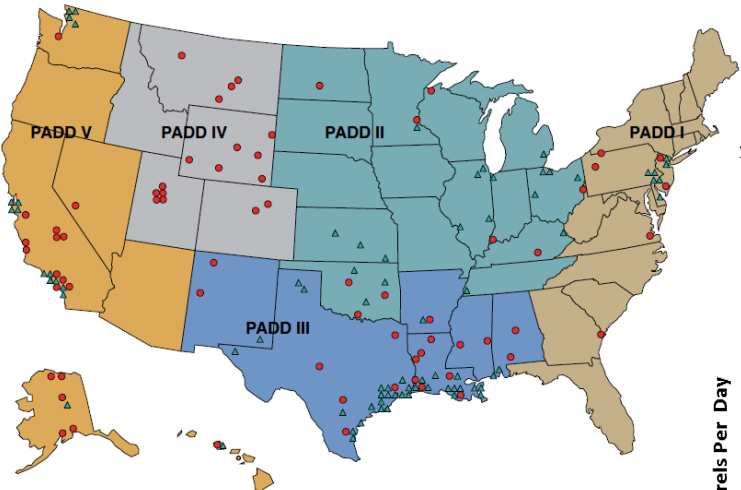 PADD V
PADD IV
PADD II
PADD I
PADD III
rels Per Day